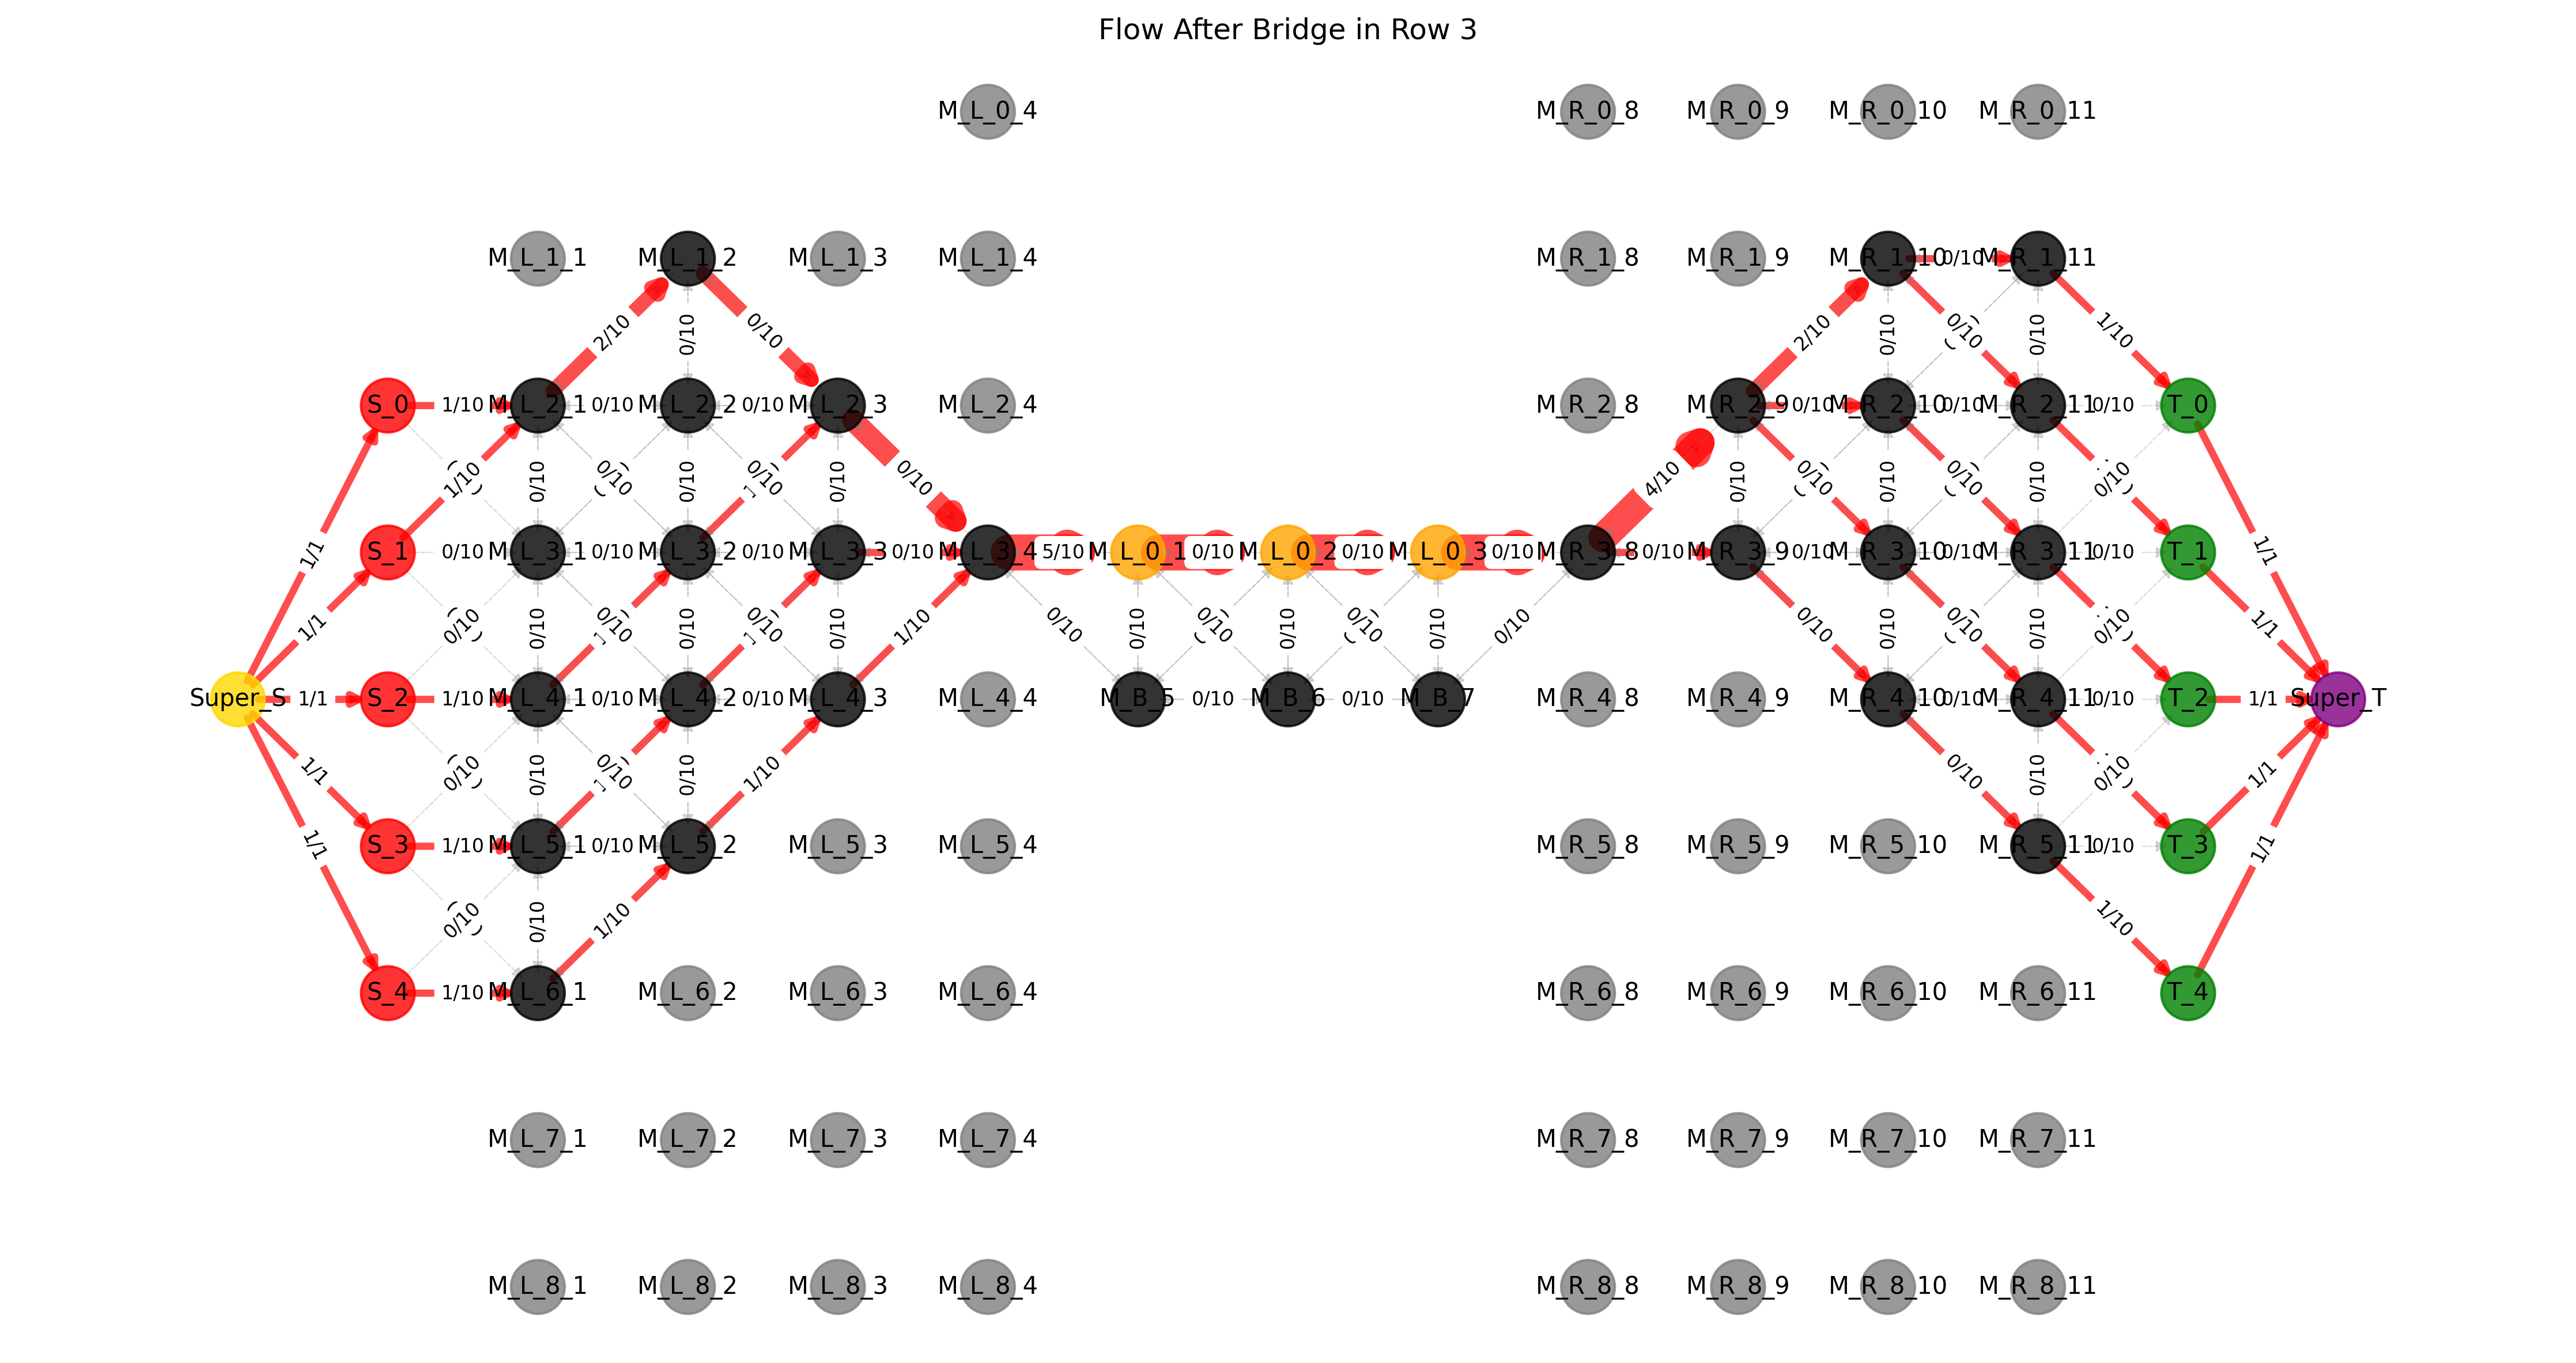 Flow After Bridge in Row 3
M_L_0_4 M_R_0_8 M_R_0_9 M_R_0_10 M_R_0_11
M_L_1_1 M_L_1_2 M_L_1_3 M_L_1_4 M_R_1_8 M_R_1_9 M_R_1_10 0/10 M_R_1_11
2/10 0/10 0/10 2/10 0/10 0/10 0/10 1/10
S_0 1/10 M_L_2_1 0/10 M_L_2_2 0/10 M_L_2_3 M_L_2_4 M_R_2_8 M_R_2_9 0/10 M_R_2_10 0/10 M_R_2_11 0/10 T_0
1/10 0/10 0/10 0/10 0/10 0/10 0/10 4/10 0/10 0/10 0/10 0/10 0/10 0/10
S_1 0/10 M_L_3_1 0/10 M_L_3_2 0/10 M_L_3_3 0/10 M_L_3_4 5/10 M_L_0_1 0/10 M_L_0_2 0/10 M_L_0_3 0/10 M_R_3_8 0/10 M_R_3_9 0/10 M_R_3_10 0/10 M_R_3_11 0/10 T_1
1/1 1/1
1/1 0/10 0/10 0/10 0/10 0/10 0/10 1/10 0/10 0/10 0/10 0/10 0/10 0/10 0/10 0/10 0/10 0/10 0/10 0/10 1/1
Super_S 1/1 S_2 1/10 M_L_4_1 0/10 M_L_4_2 0/10 M_L_4_3 M_L_4_4 M_B_5 0/10 M_B_6 0/10 M_B_7 M_R_4_8 M_R_4_9 M_R_4_10 0/10 M_R_4_11 0/10 T_2 1/1 Super_T
1/1 0/10 0/10 0/10 0/10 1/10 0/10 0/10 0/10 1/1
S_3 1/10 M_L_5_1 0/10 M_L_5_2 M_L_5_3 M_L_5_4 M_R_5_8 M_R_5_9 M_R_5_10 M_R_5_11 0/10 T_3
1/1 1/1
0/10 0/10 1/10 1/10
S_4 1/10 M_L_6_1 M_L_6_2 M_L_6_3 M_L_6_4 M_R_6_8 M_R_6_9 M_R_6_10 M_R_6_11 T_4
M_L_7_1 M_L_7_2 M_L_7_3 M_L_7_4 M_R_7_8 M_R_7_9 M_R_7_10 M_R_7_11
M_L_8_1 M_L_8_2 M_L_8_3 M_L_8_4 M_R_8_8 M_R_8_9 M_R_8_10 M_R_8_11